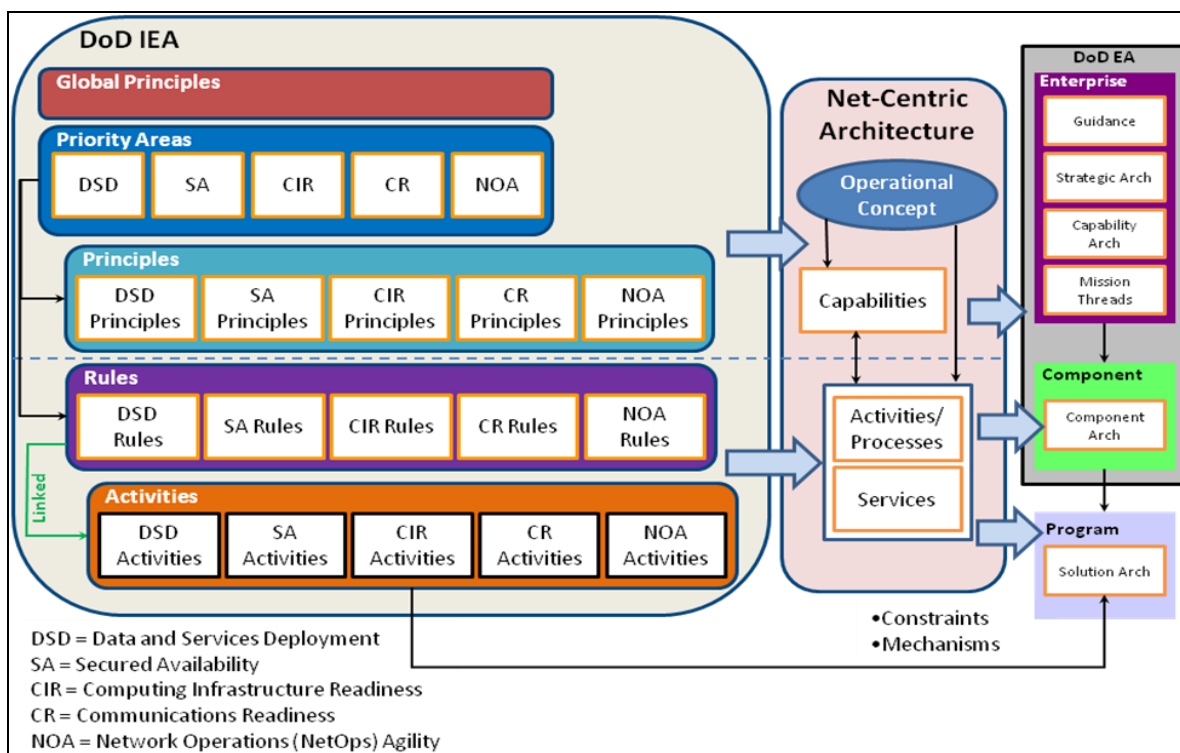 DoD IEA
Global Principles
Priority Areas
DSD
SA
CIR
CR
NOA
Principles
DSD
Principles
SA
Principles
CIR
Principles
CR
Principles
NOA
Principles
Rules
DSD
Rules
SA Rules
CIR Rules
CR Rules
NOA
Rules
Linked
Activities
DSD
Activities
SA
Activities
CIR
Activities
CR
Activities
NOA
Activities
DSD = Data and Services Deployment
SA = Secured Availability
CIR = Computing Infrastructure Readiness
CR = Communications Readiness
NOA = Network Operations (NetOps) Agility
Net-Centric
Architecture
Operational
Concept
Capabilities
Activities/
Processes
Services
•Constraints
•Mechanisms
DoD EA
Enterprise
Guidance
Strategic Arch
Capability
Arch
Mission
Threads
Component
Component
Arch
Program
Solution Arch